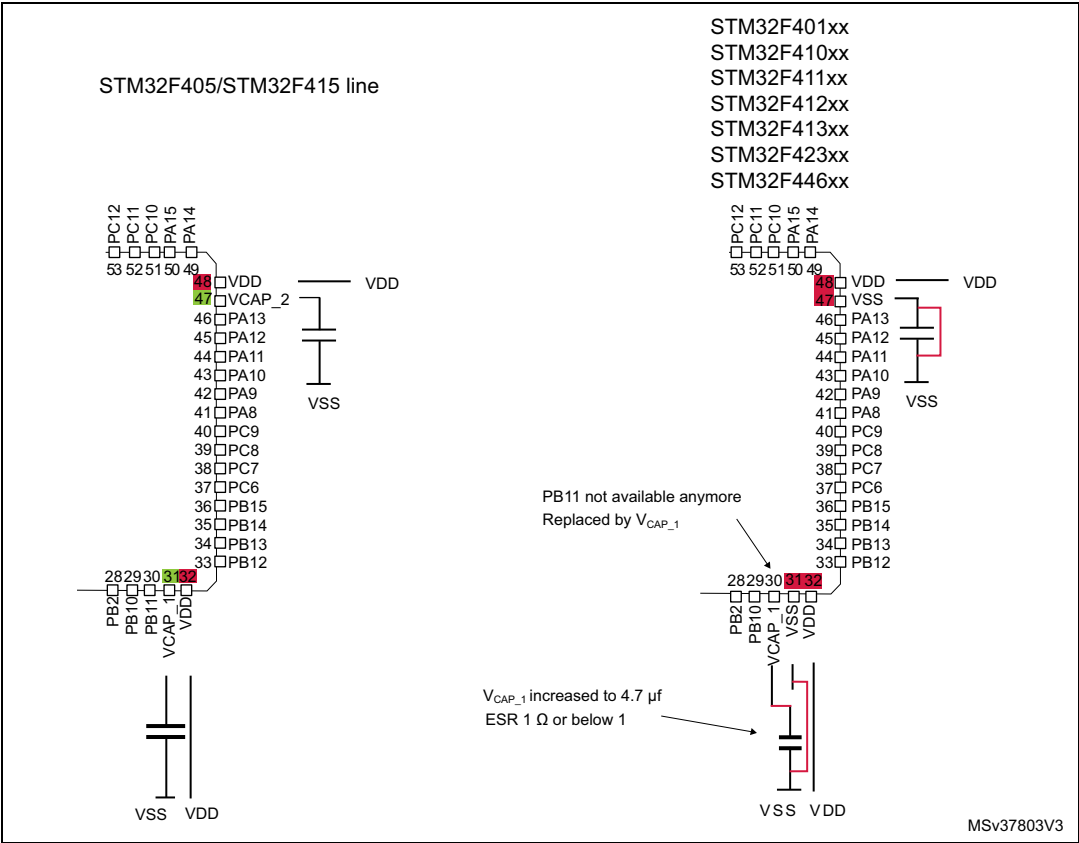 STM32F405/STM32F415 line
PC12
PC11
PC10
PA15
PA14
53 52 51 50 49
48 VDD VDD
47 VCAP_2
46 PA13
45 PA12
44 PA11
43 PA10
42 PA9
41 PA8
40 PC9
39 PC8
38 PC7
37 PC6
36 PB15
35 PB14
34 PB13
33 PB12
VSS
28 29 30 31 32
PB2
PB10
PB11
VCAP_1
VDD
VSS VDD
STM32F401xx
STM32F410xx
STM32F411xx
STM32F412xx
STM32F413xx
STM32F423xx
STM32F446xx
PC12
PC11
PC10
PA15
PA14
53 52 51 50 49
48 VDD VDD
47 VSS
46 PA13
45 PA12
44 PA11
43 PA10
42 PA9
41 PA8
40 PC9
39 PC8
38 PC7
37 PC6
36 PB15
35 PB14
34 PB13
33 PB12
VSS
PB11 not available anymore
Replaced by VCAP_1
28 29 30 31 32
PB2
PB10
VCAP_1
VSS
VDD
VCAP_1 increased to 4.7 µf
ESR 1 Ω or below 1
VSS VDD
MSv37803V3